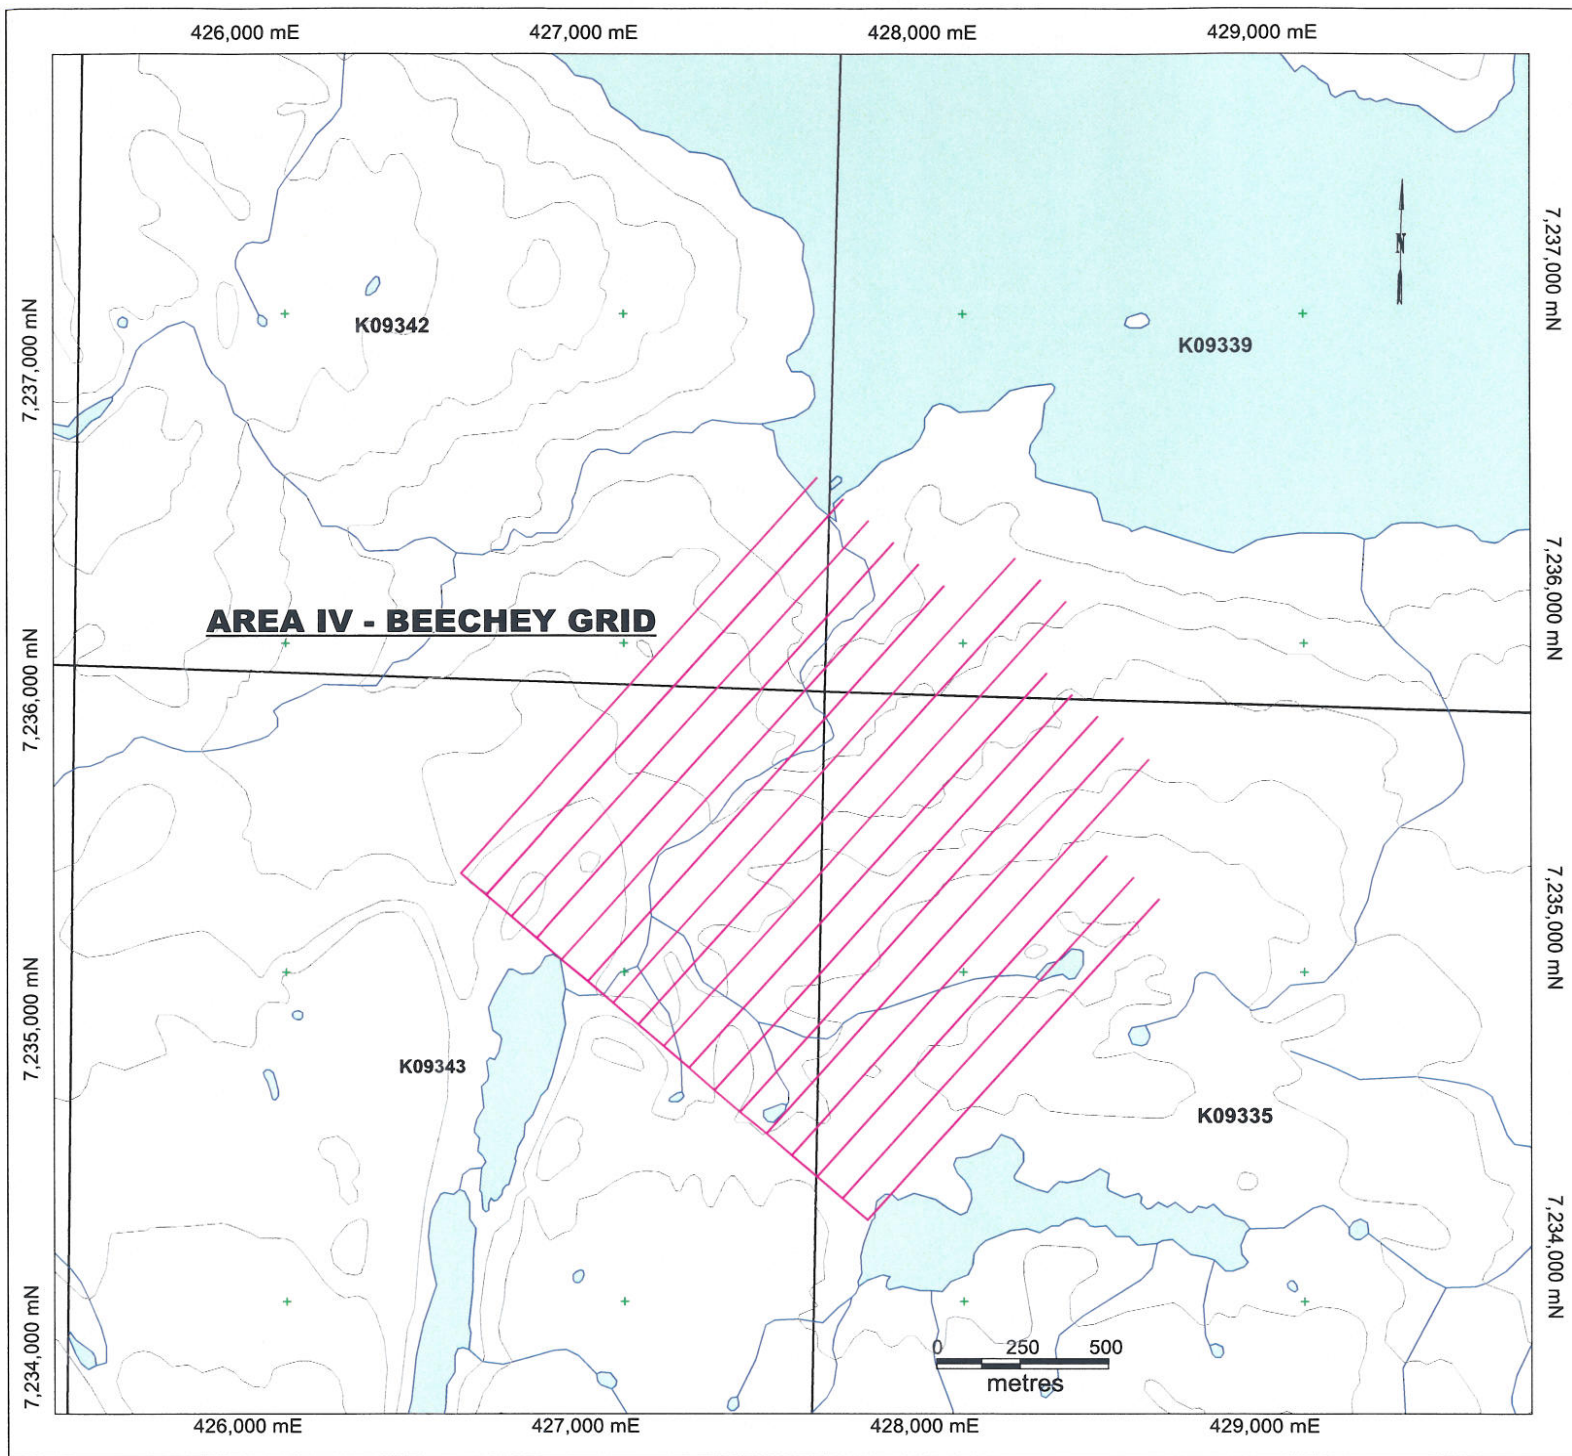 426,000 mE 427,000 mE 428,000 mE 429,000 mE
7,237,000 mN
N
7,237,000 mN
K09342
K09339
7,236,000 mN
AREA IV - BEECHEY GRID
7,236,000 mN
7,235,000 mN
7,235,000 mN
K09343
K09335
7,234,000 mN
7,234,000 mN
0 250 500
metres
426,000 mE 427,000 mE 428,000 mE 429,000 mE